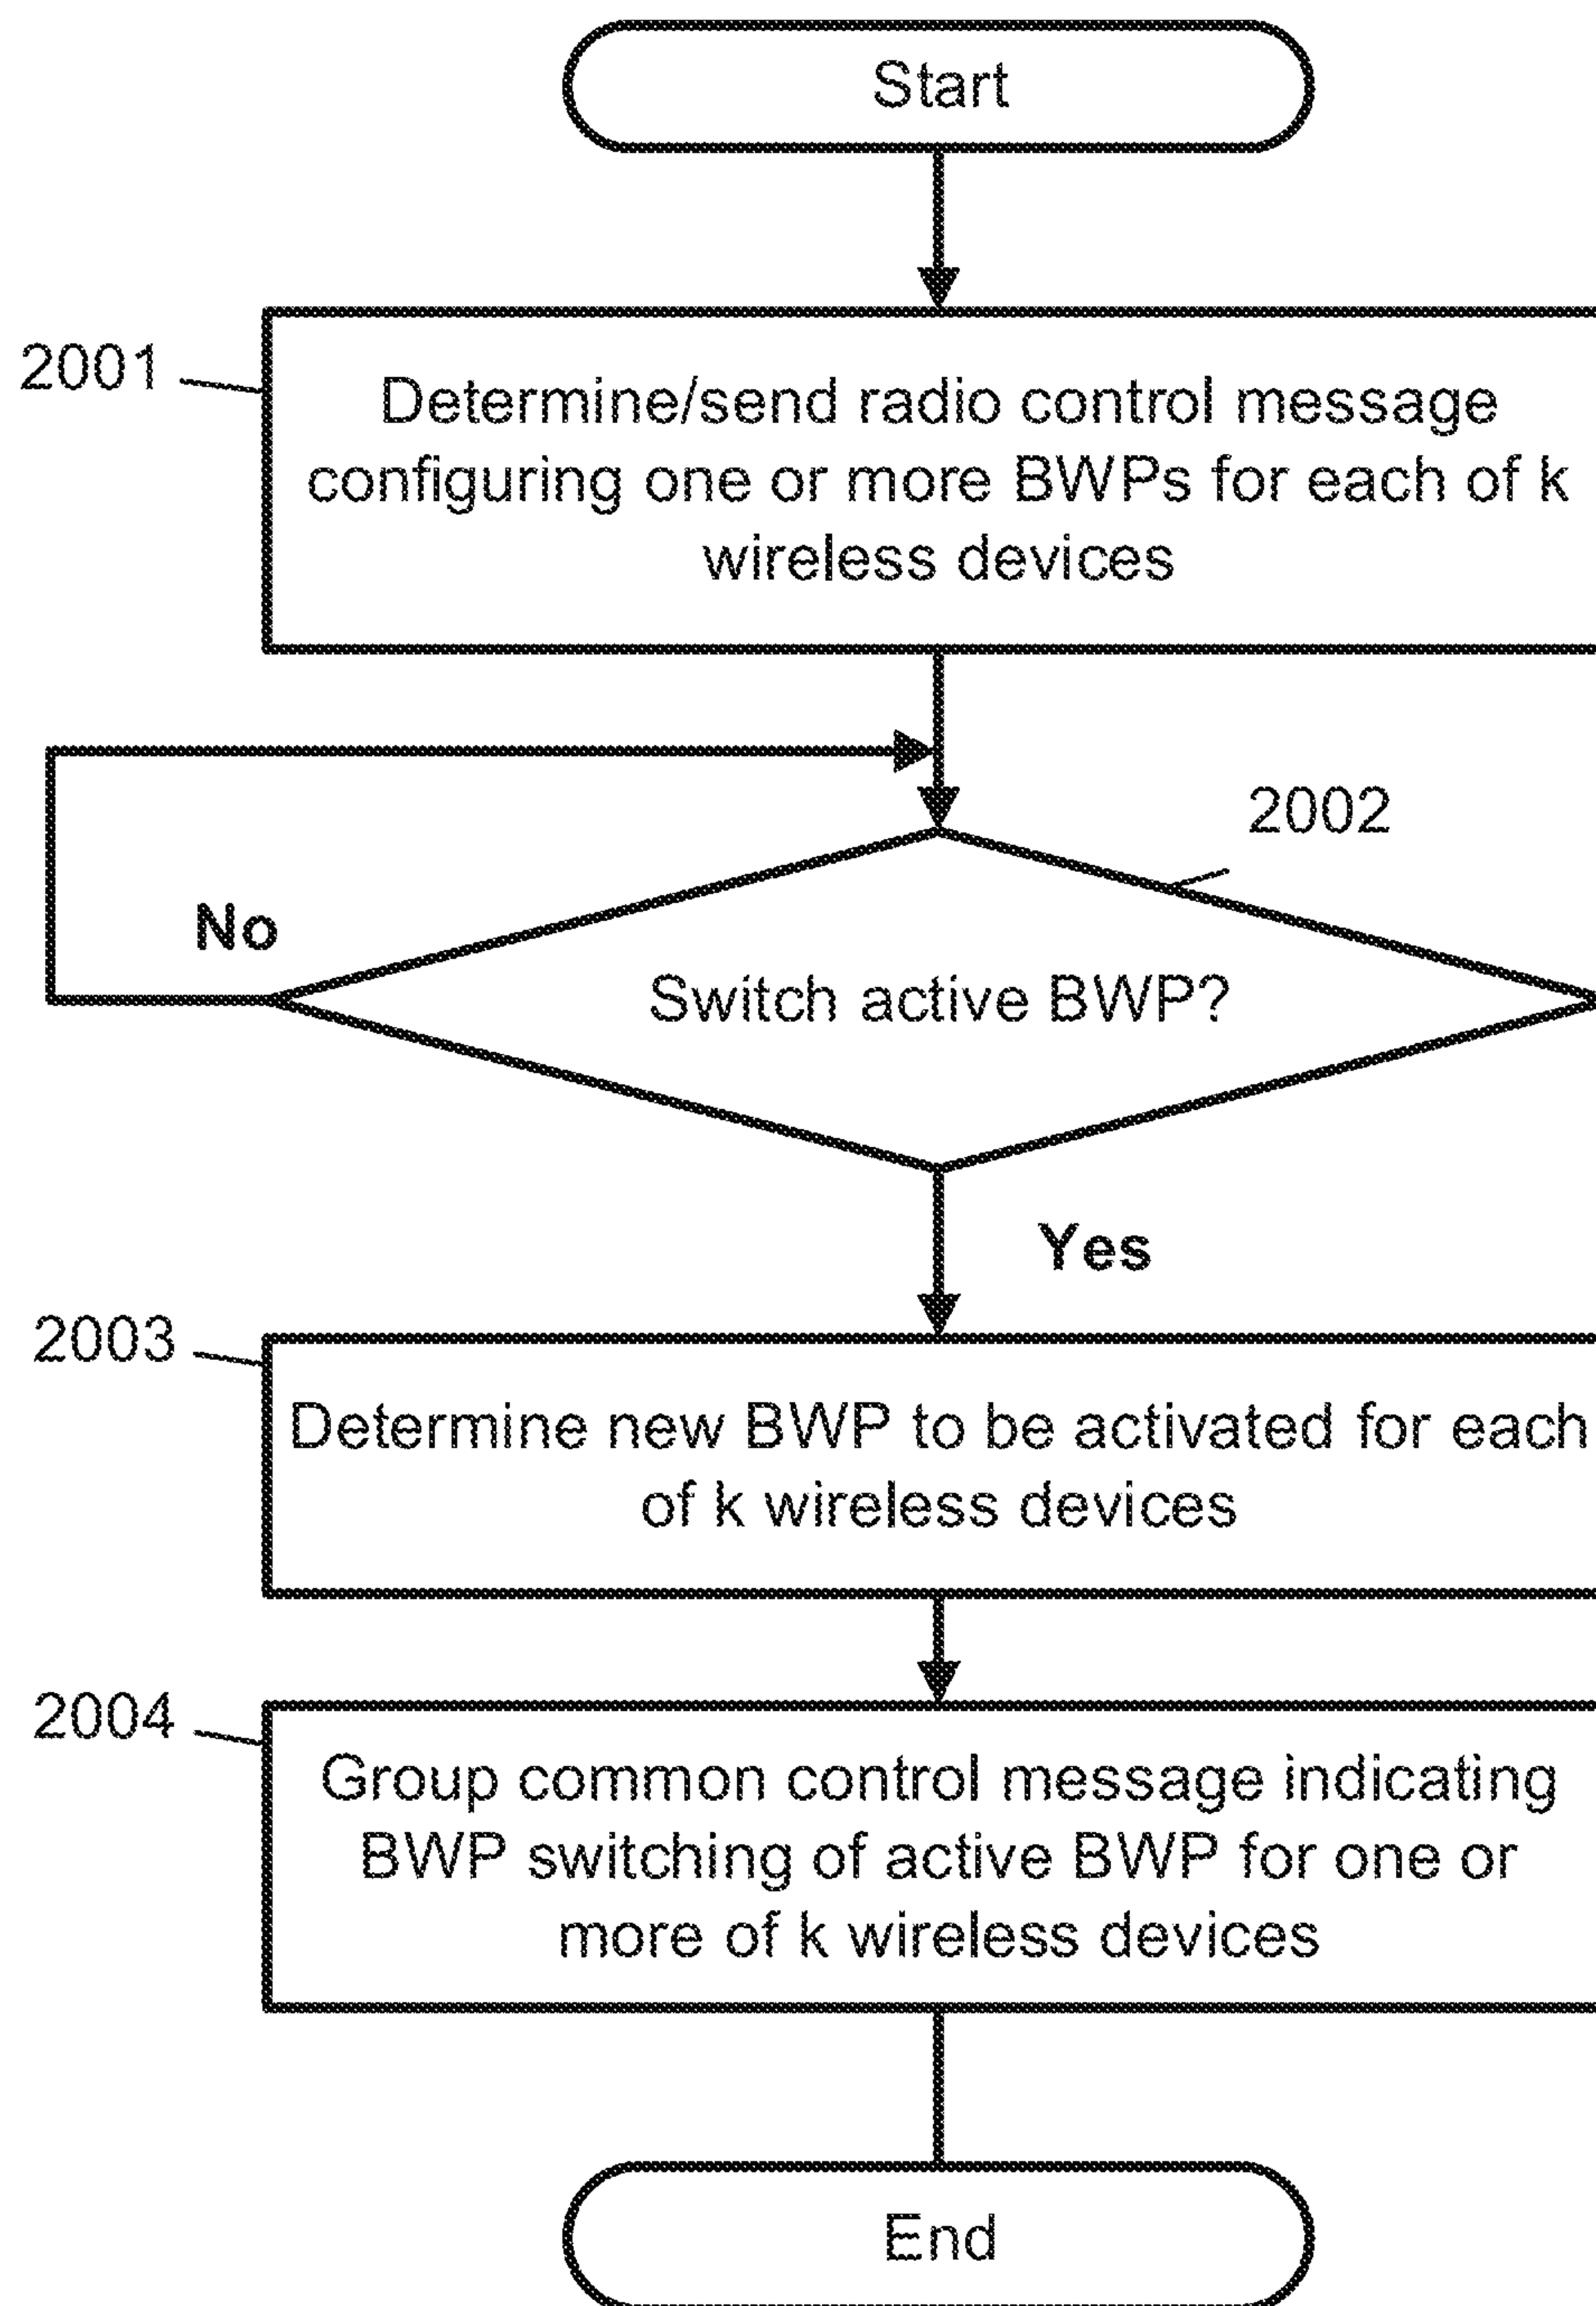 Start
2001
Determine/send radio control message
configuring one or more BWPs for each of k
wireless devices
2002
No
Switch active BWP?
Yes
2003
Determine new BWP to be activated for each
of k wireless devices
2004
Group common control message indicating
BWP switching of active BWP for one or
more of k wireless devices
End